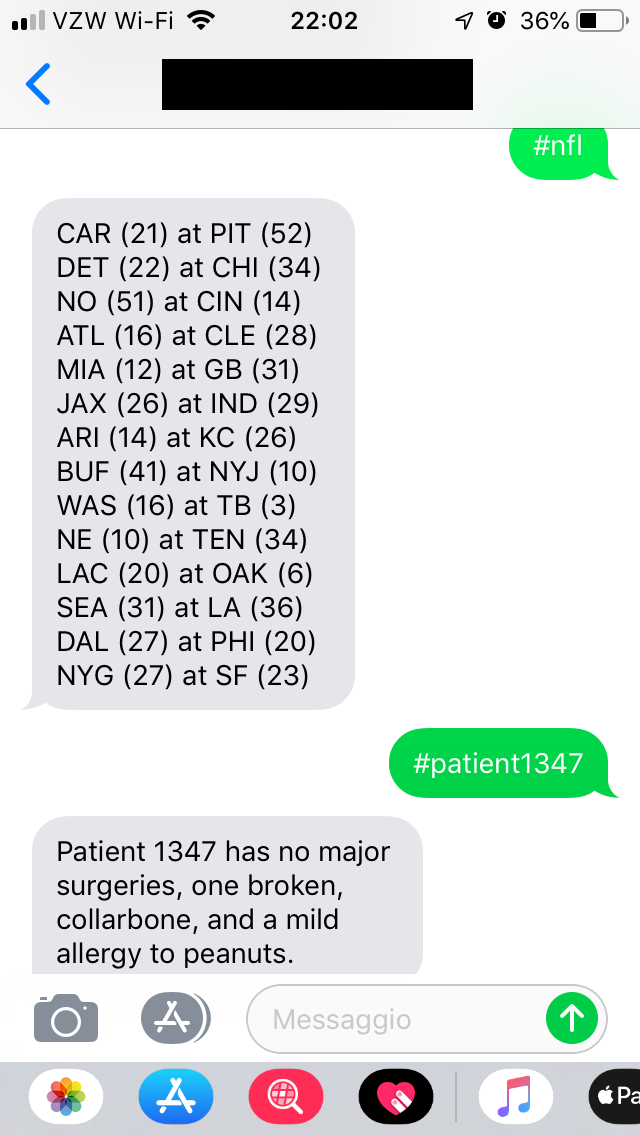 VZW Wi-Fi 22:02 36%
#nfl
CAR (21) at PIT (52)
DET (22) at CHI (34)
NO (51) at CIN (14)
ATL (16) at CLE (28)
MIA (12) at GB (31)
JAX (26) at IND (29)
ARI (14) at KC (26)
BUF (41) at NYJ (10)
WAS (16) at TB (3)
NE (10) at TEN (34)
LAC (20) at OAK (6)
SEA (31) at LA (36)
DAL (27) at PHI (20)
NYG (27) at SF (23)
#patient1347
Patient 1347 has no major
surgeries, one broken,
collarbone, and a mild
allergy to peanuts.
Messaggio
Pa